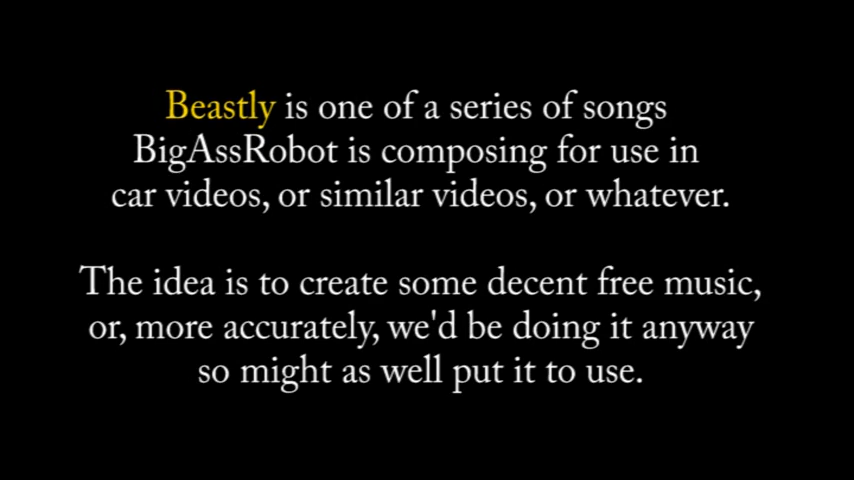 Beastly is one of a series of songs
BigAssRobot is composing for use in
car videos, or similar videos, or whatever.
The idea is to create some decent free music,
or, more accurately, we'd be doing it anyway
so might as well put it to use.